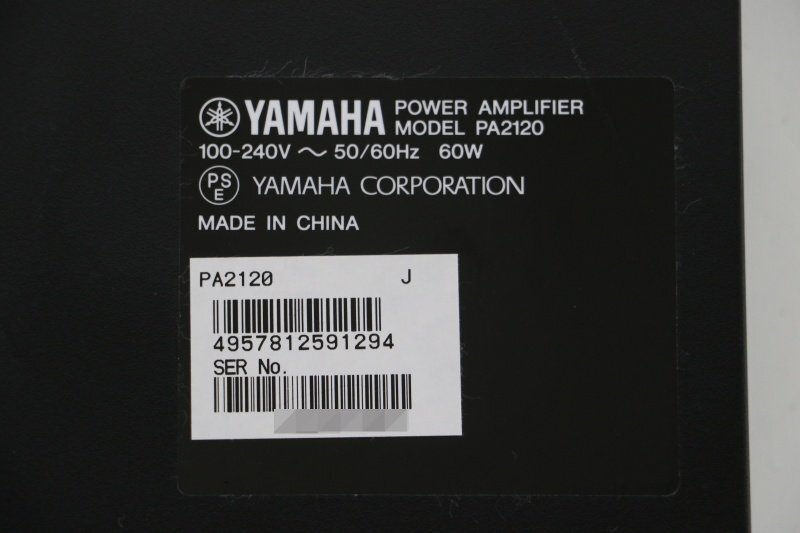 YAMAHA POWER AMPLIFIER
MODEL PA2120
100-240V ～ 50/60Hz 60W
PS
E YAMAHA CORPORATION
MADE IN CHINA
PA2120 J
4957812591294
SER No.